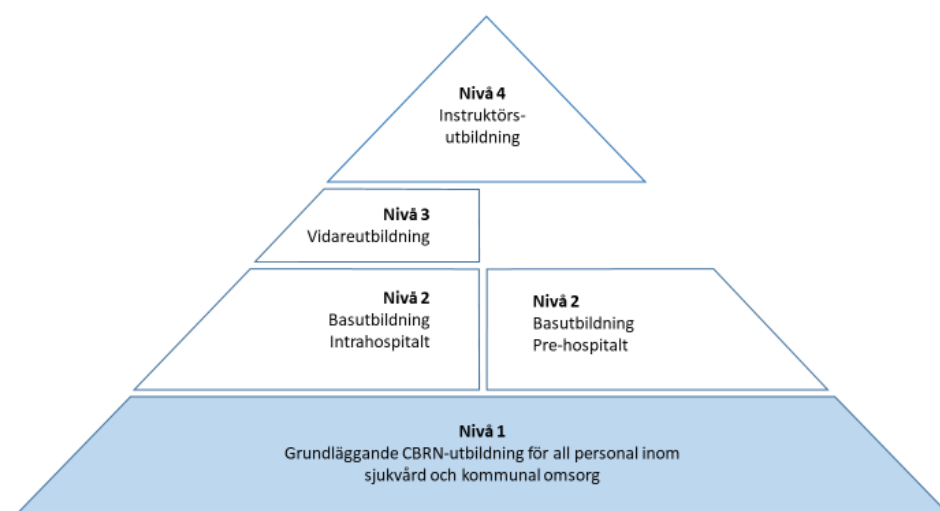 Nivå 4
Instruktörs-
utbildning
Nivå 3
Vidareutbildning
Nivå 2
Basutbildning
Intrahospitalt
Nivå 2
Basutbildning
Pre-hospitalt
Nivå 1
Grundläggande CBRN-utbildning för all personal inom
sjukvård och kommunal omsorg